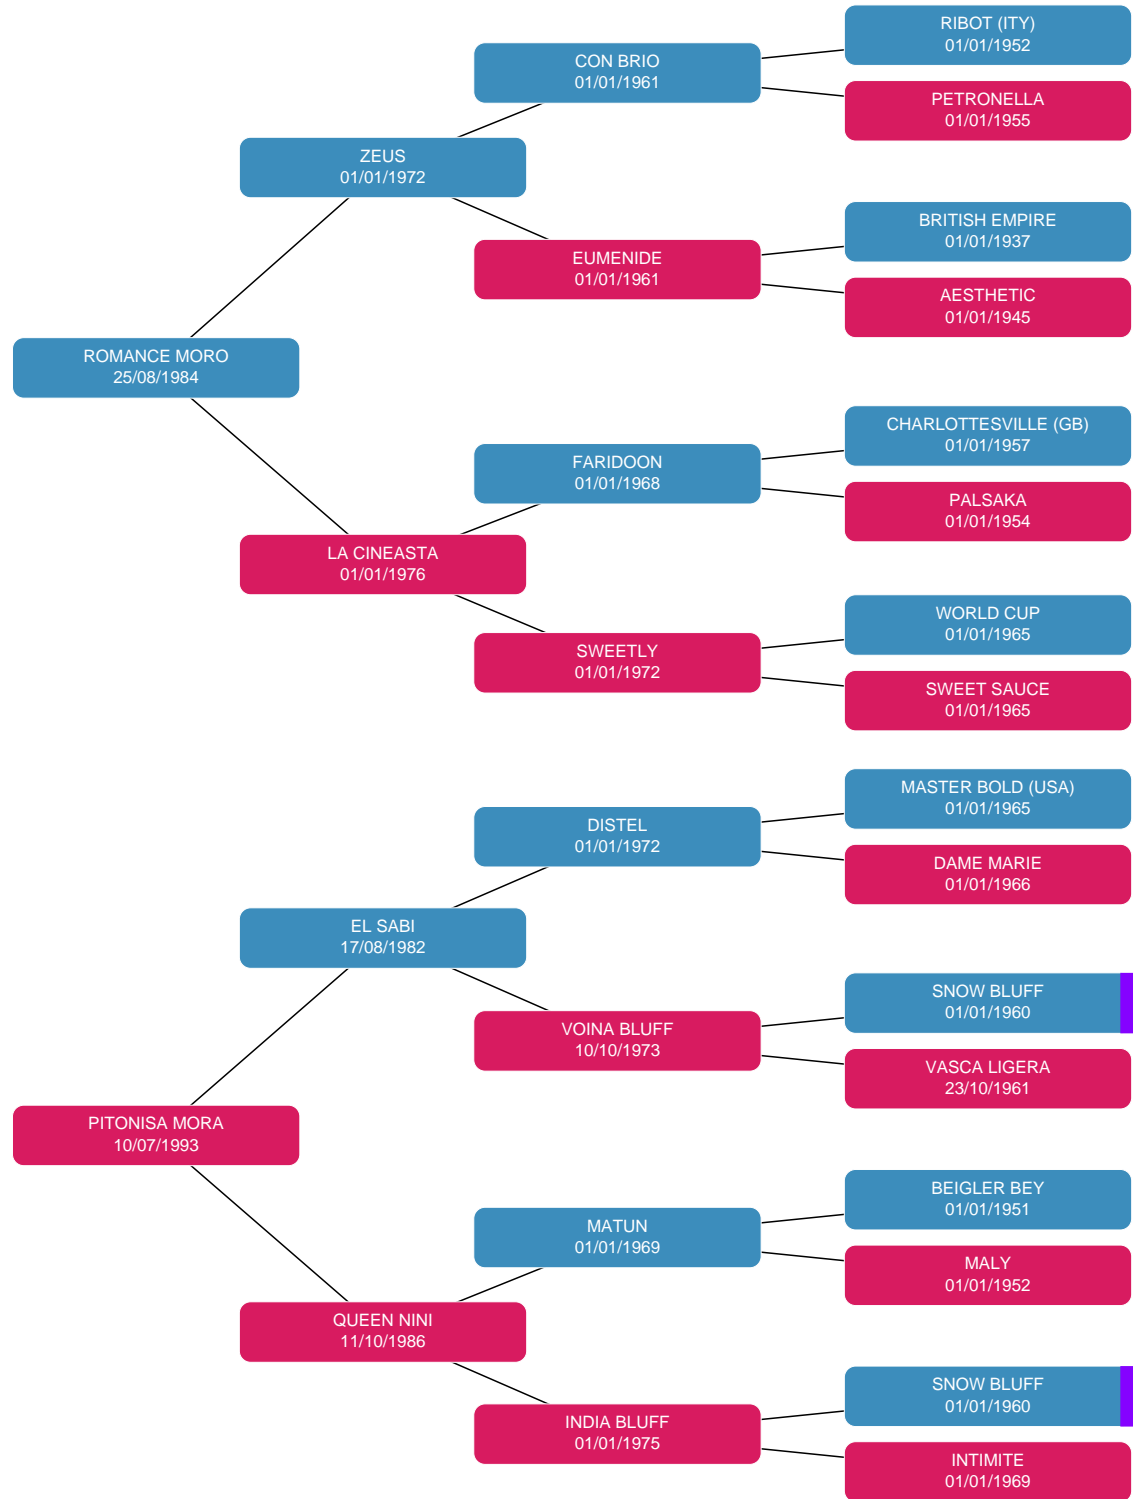 RIBOT (ITY)
01/01/1952
CON BRIO
01/01/1961
PETRONELLA
01/01/1955
ZEUS
01/01/1972
BRITISH EMPIRE
01/01/1937
EUMENIDE
01/01/1961
AESTHETIC
01/01/1945
ROMANCE MORO
25/08/1984
CHARLOTTESVILLE (GB)
01/01/1957
FARIDOON
01/01/1968
PALSAKA
01/01/1954
LA CINEASTA
01/01/1976
WORLD CUP
01/01/1965
SWEETLY
01/01/1972
SWEET SAUCE
01/01/1965
MASTER BOLD (USA)
01/01/1965
DISTEL
01/01/1972
DAME MARIE
01/01/1966
EL SABI
17/08/1982
SNOW BLUFF
01/01/1960
VOINA BLUFF
10/10/1973
VASCA LIGERA
23/10/1961
PITONISA MORA
10/07/1993
BEIGLER BEY
01/01/1951
MATUN
01/01/1969
MALY
01/01/1952
QUEEN NINI
11/10/1986
SNOW BLUFF
01/01/1960
INDIA BLUFF
01/01/1975
INTIMITE
01/01/1969